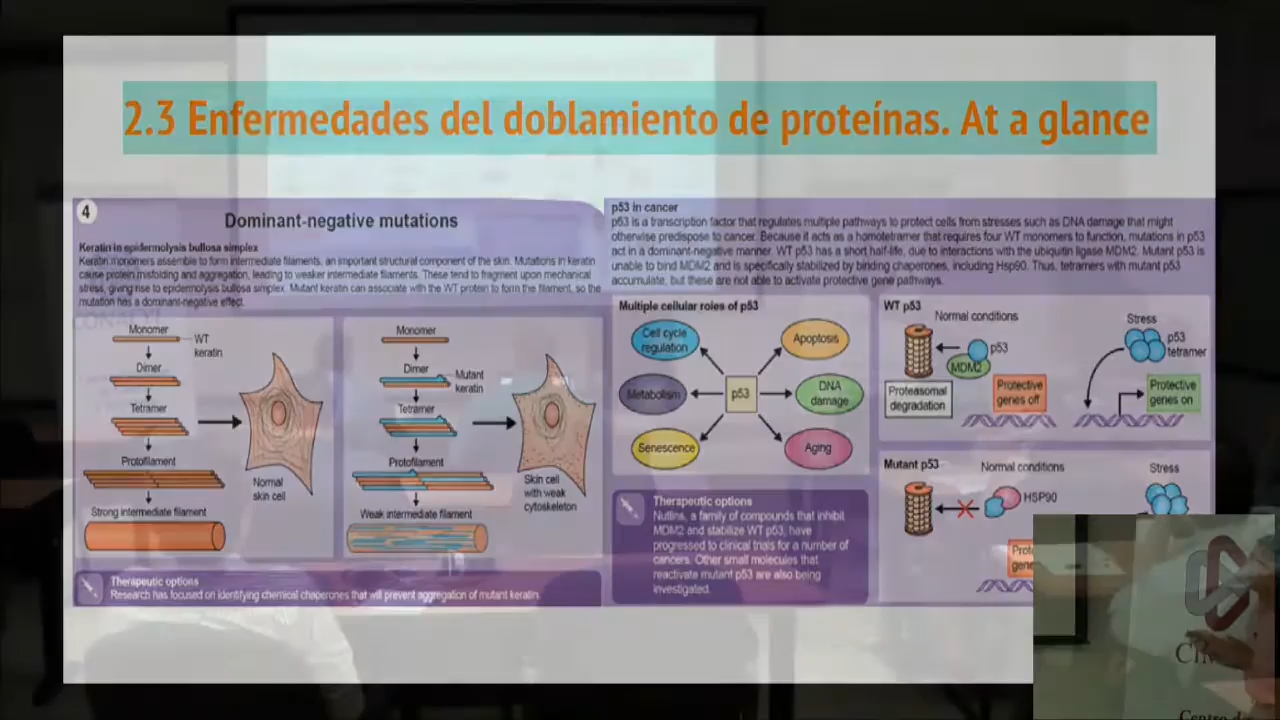 2.3 Enfermedades del doblamiento de proteínas. At a glance
4
Dominant-negative mutations
Keratin in epidermolysis bullosa simplex
Keratin monomers assemble to form intermediate filaments, an important structural component of the skin. Mutations in keratin
cause protein misfolding and aggregation, leading to weaker intermediate filaments. These tend to fragment upon mechanical
stress, giving rise to epidermolysis bullosa simplex. Mutant keratin can associate with the WT protein to form the filament, so the
mutation has a dominant-negative effect.
Monomer
WT
keratin
Dimer
Tetramer
Protofilament
Strong intermediate filament
Normal
skin cell
Monomer
Dimer
Mutant
keratin
Tetramer
Protofilament
Weak intermediate filament
Skin cell
with weak
cytoskeleton
Therapeutic options
Research has focused on identifying chemical chaperones that will prevent aggregation of mutant keratin.
p53 in cancer
p53 is a transcription factor that regulates multiple pathways to protect cells from stresses such as DNA damage that might
otherwise predispose to cancer. Because it acts as a homotetramer that requires four WT monomers to function, mutations in p53
act in a dominant-negative manner. WT p53 has a short half-life, due to interactions with the ubiquitin ligase MDM2. Mutant p53 is
unable to bind MDM2 and is specifically stabilized by binding chaperones, including Hsp90. Thus, tetramers with mutant p53
accumulate, but these are not able to activate protective gene pathways.
Multiple cellular roles of p53
Cell cycle
regulation
Apoptosis
Metabolism
p53
DNA
damage
Senescence
Aging
Therapeutic options
Nutlins, a family of compounds that inhibit
MDM2 and stabilize WT p53, have
progressed to clinical trials for a number of
cancers. Other small molecules that
reactivate mutant p53 are also being
investigated.
WT p53
Normal conditions
Stress
p53
MDM2
p53
tetramer
Proteasomal
degradation
Protective
genes off
Protective
genes on
Mutant p53
Normal conditions
Stress
HSP90
CONACYT
Centro de